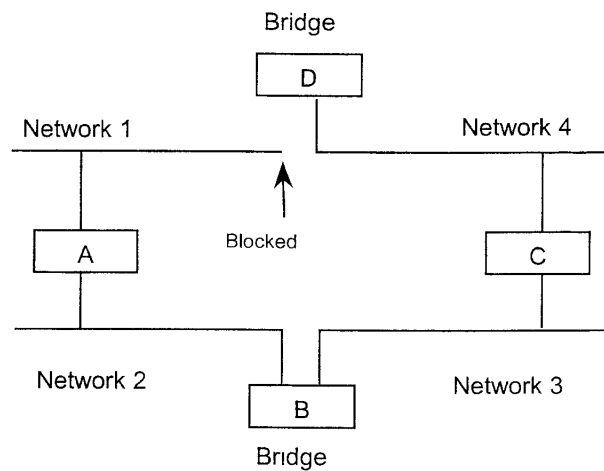 Bridge
D
Network 1
Network 4
Blocked
A
C
Network 2
Network 3
B
Bridge